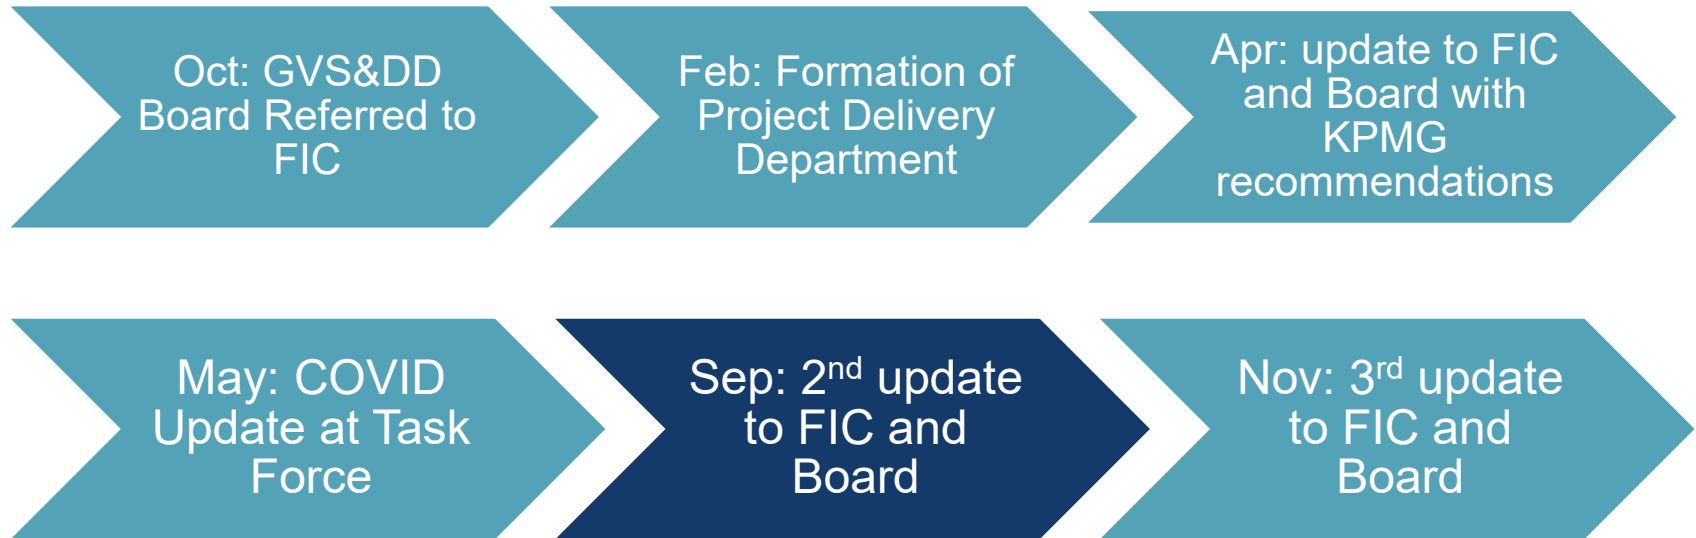 Oct: GVS&DD
Board Referred to
FIC
Feb: Formation of
Project Delivery
Department
Apr: update to FIC
and Board with
KPMG
recommendations
May: COVID
Update at Task
Force
Sep: 2nd update
to FIC and
Board
Nov: 3rd update
to FIC and
Board